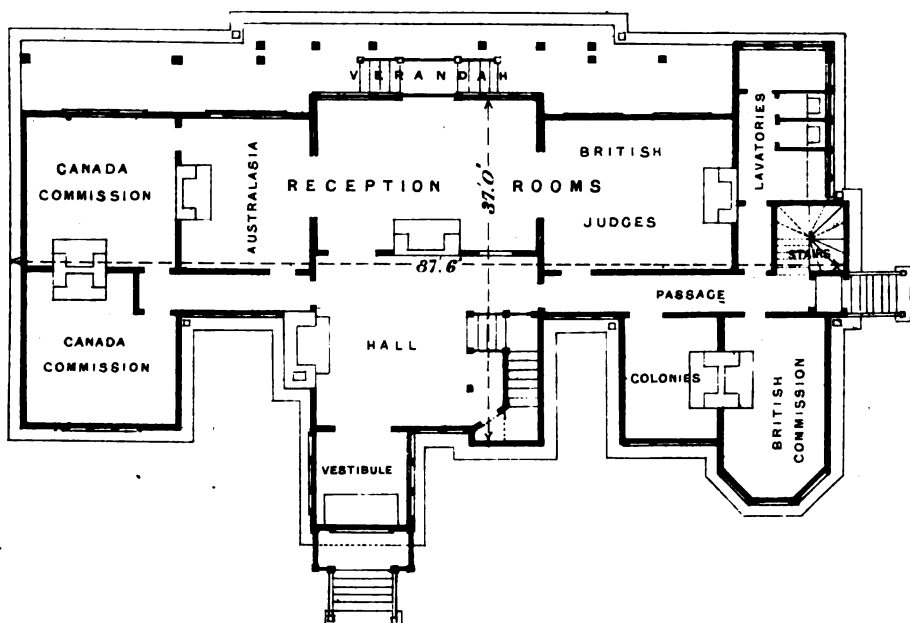 VERANDAH
CANADA
COMMISSION
AUSTRALASIA
RECEPTION ROOMS
37'.0"
BRITISH
JUDGES
LAVATORIES
STAIRS
87.6'
PASSAGE
CANADA
COMMISSION
HALL
COLONIES
BRITISH
COMMISSION
VESTIBULE